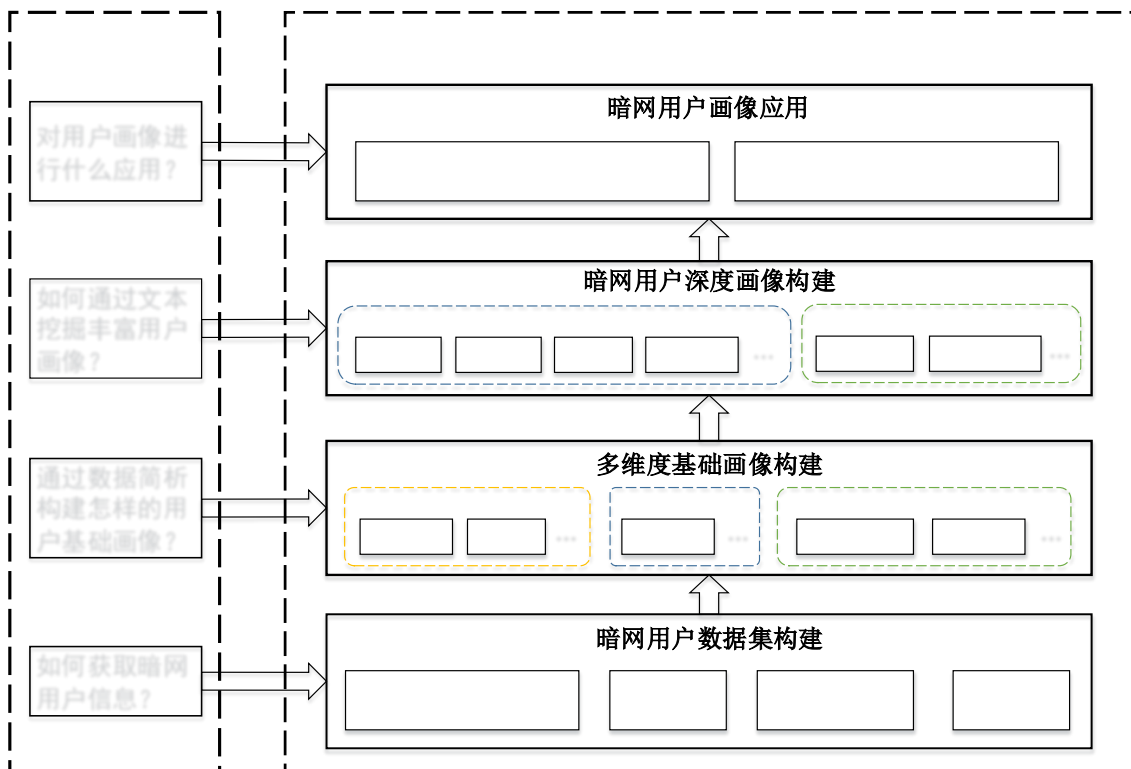 对用户画像进
行什么应用？
暗网用户画像应用
如何通过文本
挖掘丰富用户
画像？
暗网用户深度画像构建
...
...
通过数据简析
构建怎样的用
户基础画像？
多维度基础画像构建
...
...
...
如何获取暗网
用户信息？
暗网用户数据集构建